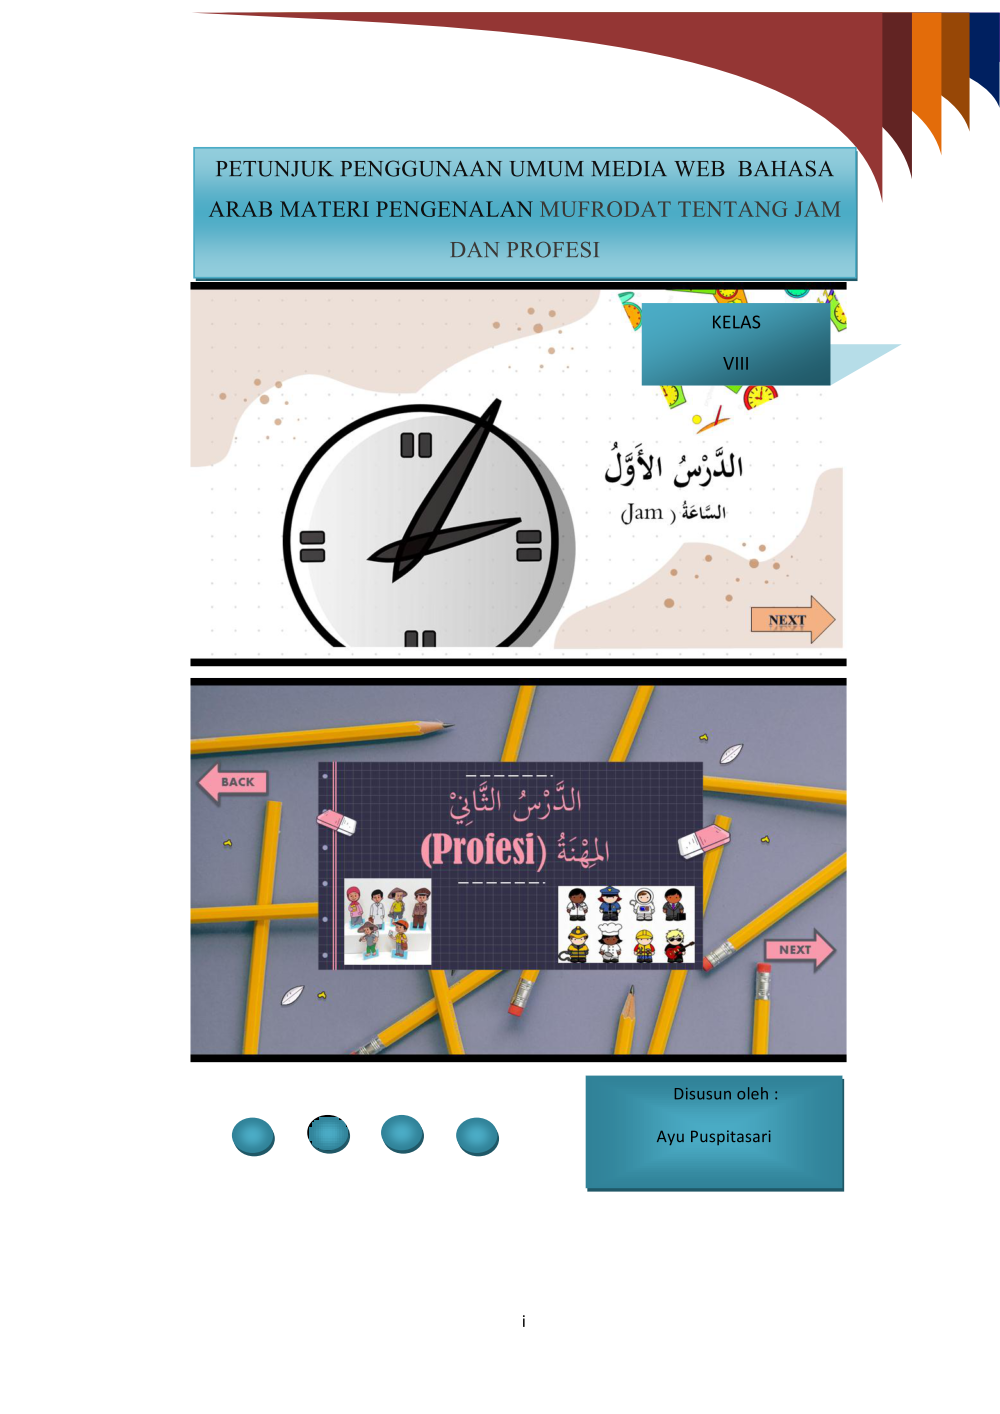 PETUNJUK PENGGUNAAN UMUM MEDIA WEB BAHASA
ARAB MATERI PENGENALAN MUFRODAT TENTANG JAM
DAN PROFESI
KELAS
VIII
الدَّرْسُ الأَوَّلُ
السَّاعَةُ ( Jam)
NEXT
BACK
الدَّرْسُ الثَّانِيْ
المِهْنَةُ (Profesi)
NEXT
Disusun oleh :
Ayu Puspitasari
i